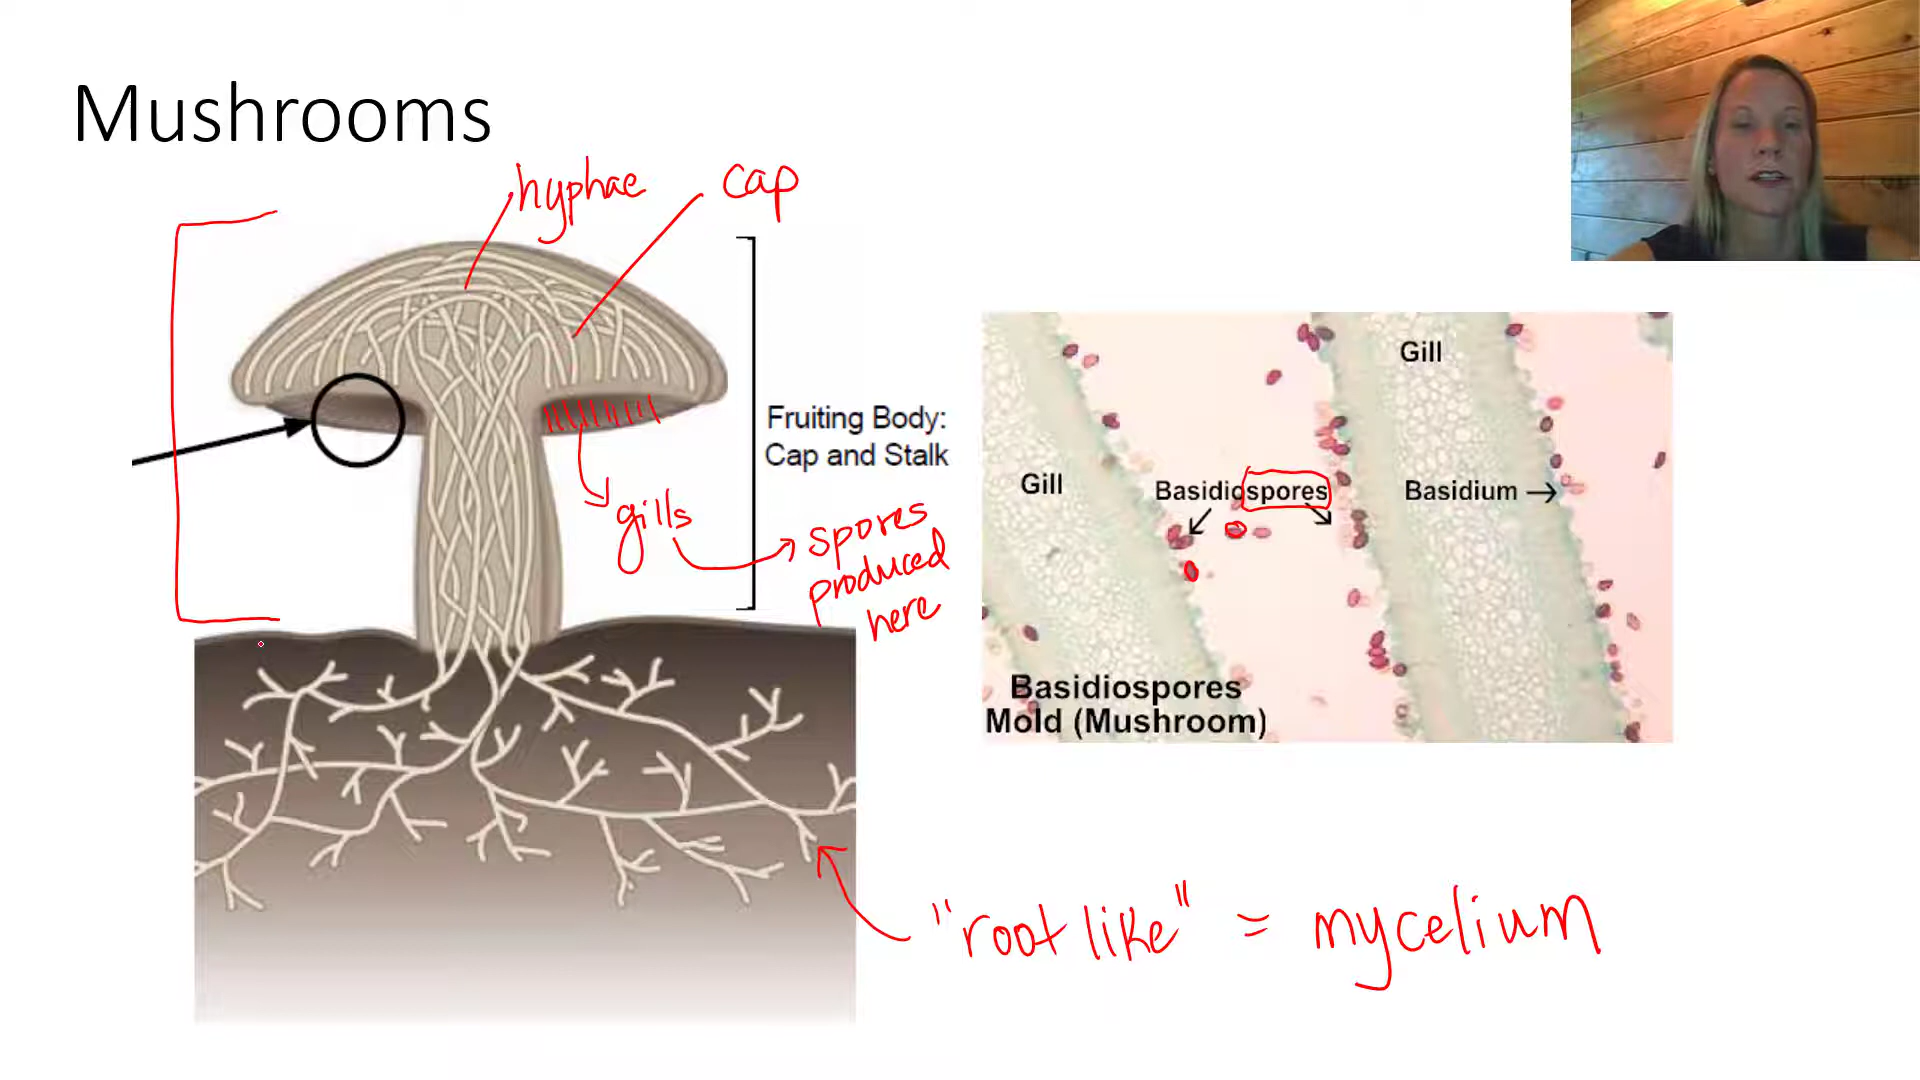 Mushrooms
hyphae
cap
Fruiting Body:
Cap and Stalk
gills
spores
produced
here
Gill
Gill
Basidiospores
Basidium
Basidiospores
Mold (Mushroom)
"root like" = mycelium